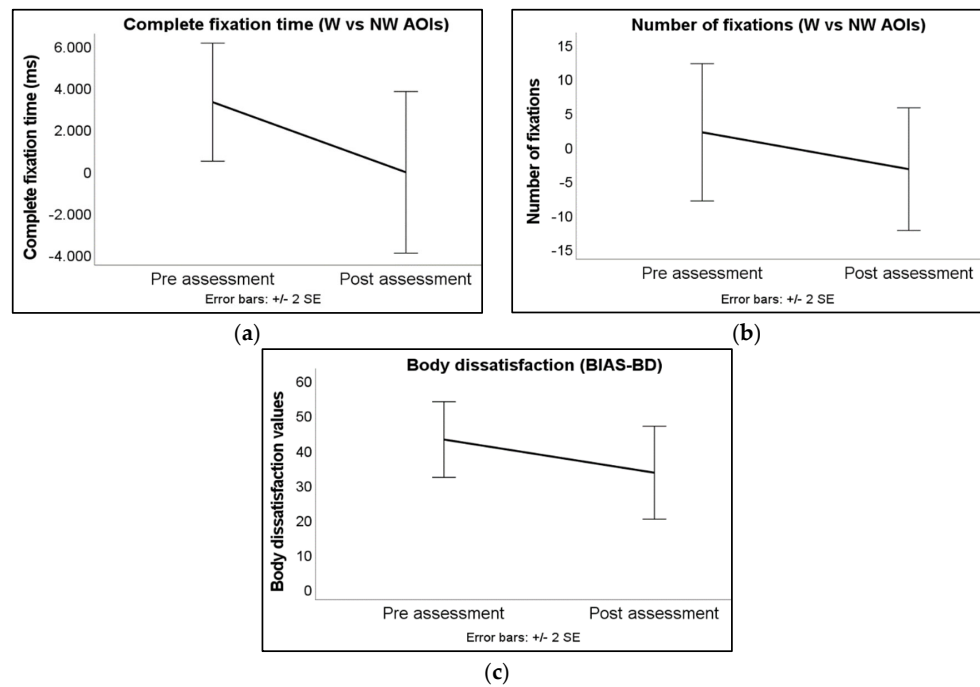 Complete fixation time (W vs NW AOIs)
Complete fixation time (ms)
6.000
4.000
2.000
0
-2.000
-4.000
Pre assessment Post assessment
Error bars: +/- 2 SE
(a)
Number of fixations (W vs NW AOIs)
Number of fixations
15
10
5
0
-5
-10
-15
Pre assessment Post assessment
Error bars: +/- 2 SE
(b)
Body dissatisfaction (BIAS-BD)
Body dissatisfaction values
60
50
40
30
20
10
0
Pre assessment Post assessment
Error bars: +/- 2 SE
(c)